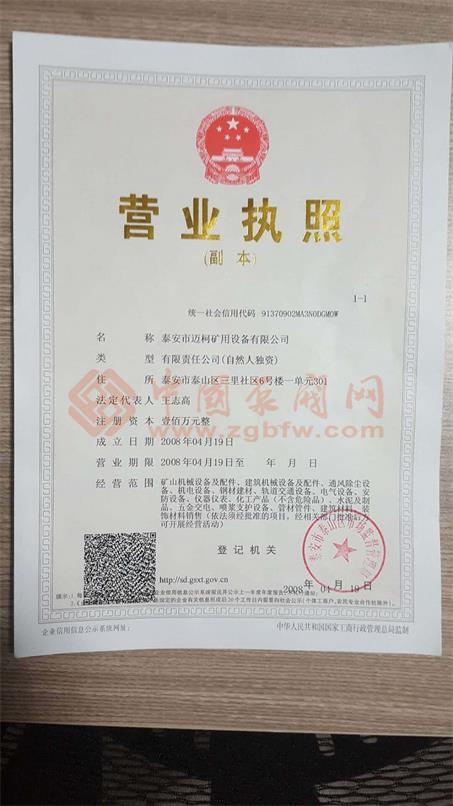 营业执照
(副 本)
1-1
统一社会信用代码 91370902MA3N0DGM0W
名 称 泰安市迈柯矿用设备有限公司
类 型 有限责任公司(自然人独资)
住 所 泰安市泰山区三里社区6号楼一单元301
法定代表人 王志高
中国泵阀网
注 册 资 本 壹佰万元整
www.zgbfw.com
成 立 日 期 2008年04月19日
营 业 期 限 2008年04月19日至 年 月 日
经 营 范 围 矿山机械设备及配件、建筑机械设备及配件、通风除尘设
备、机电设备、钢材建材、轨道交通设备、电气设备、安
防设备、仪器仪表、化工产品(不含危险品)、水泥及制
品、五金交电、喷浆支护设备、管材管件、建筑材料、装
饰材料销售(依法须经批准的项目,经相关部门批准后方
可开展经营活动)
登 记 机 关
2008年 04月 19日
http://sd.gsxt.gov.cn
企业信用信息公示系统网址:
中华人民共和国国家工商行政管理总局监制